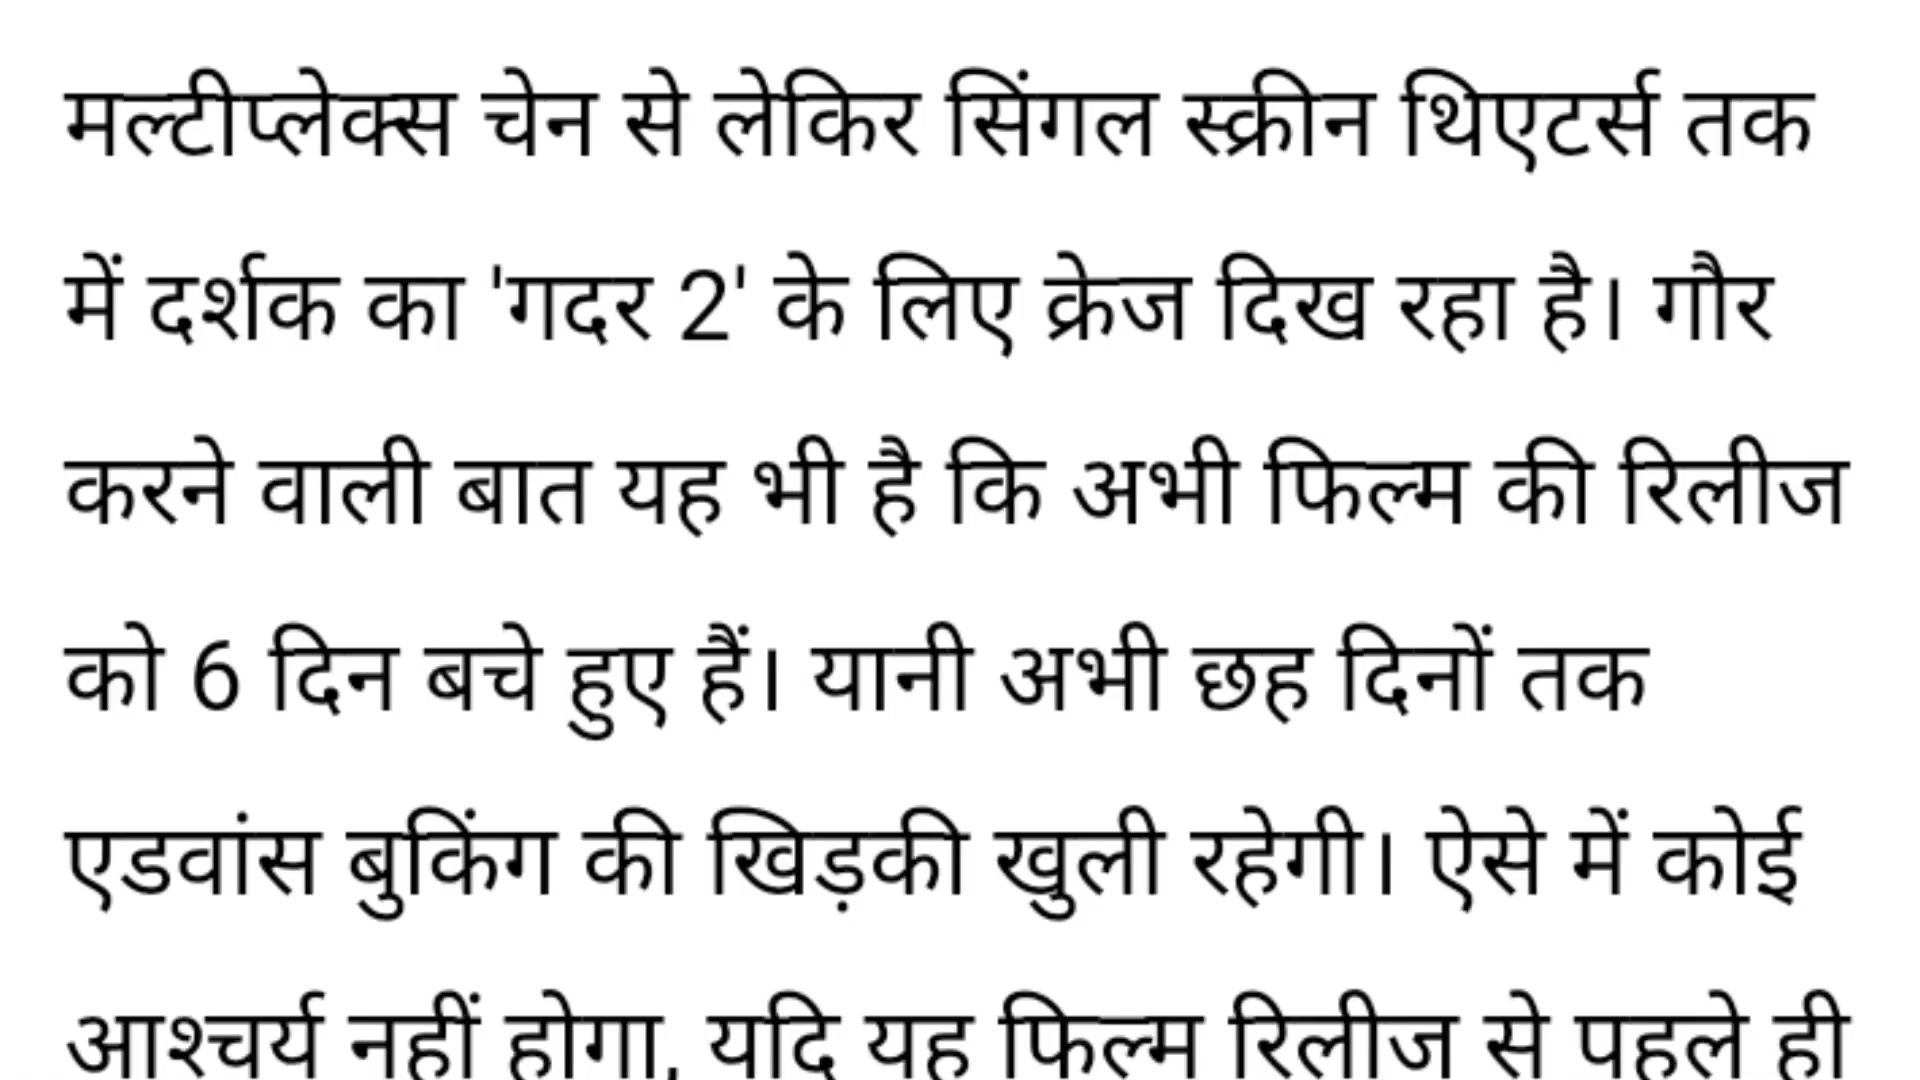 मल्टीप्लेक्स चेन से लेकिर सिंगल स्क्रीन थिएटर्स तक
में दर्शक का 'गदर 2' के लिए क्रेज दिख रहा है। गौर
करने वाली बात यह भी है कि अभी फिल्म की रिलीज
को 6 दिन बचे हुए हैं। यानी अभी छह दिनों तक
एडवांस बुकिंग की खिड़की खुली रहेगी। ऐसे में कोई
आश्चर्य नहीं होगा, यदि यह फिल्म रिलीज से पहले ही